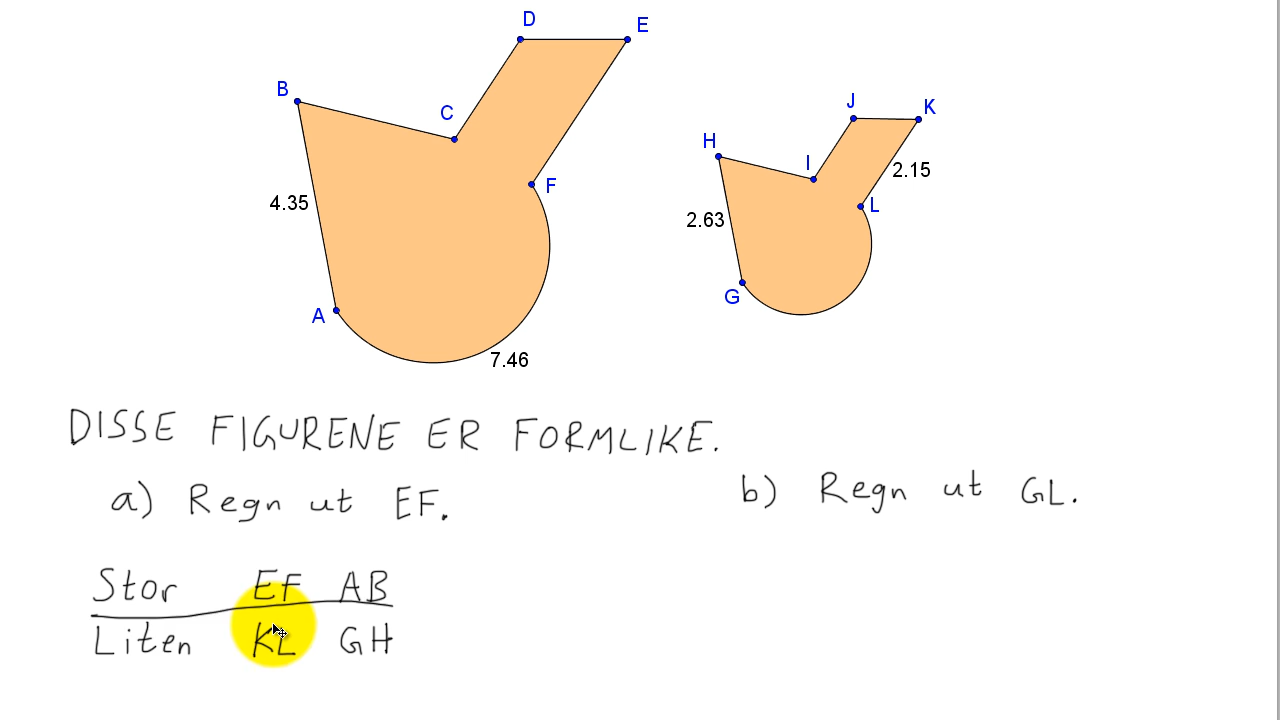 D E
B C
J K
H I
2.15
4.35 F
2.63 L
G
A
7.46
DISSE FIGURENE ER FORMLIKE.
a) Regn ut EF.
b) Regn ut GL.
Stor EF AB
Liten KL GH